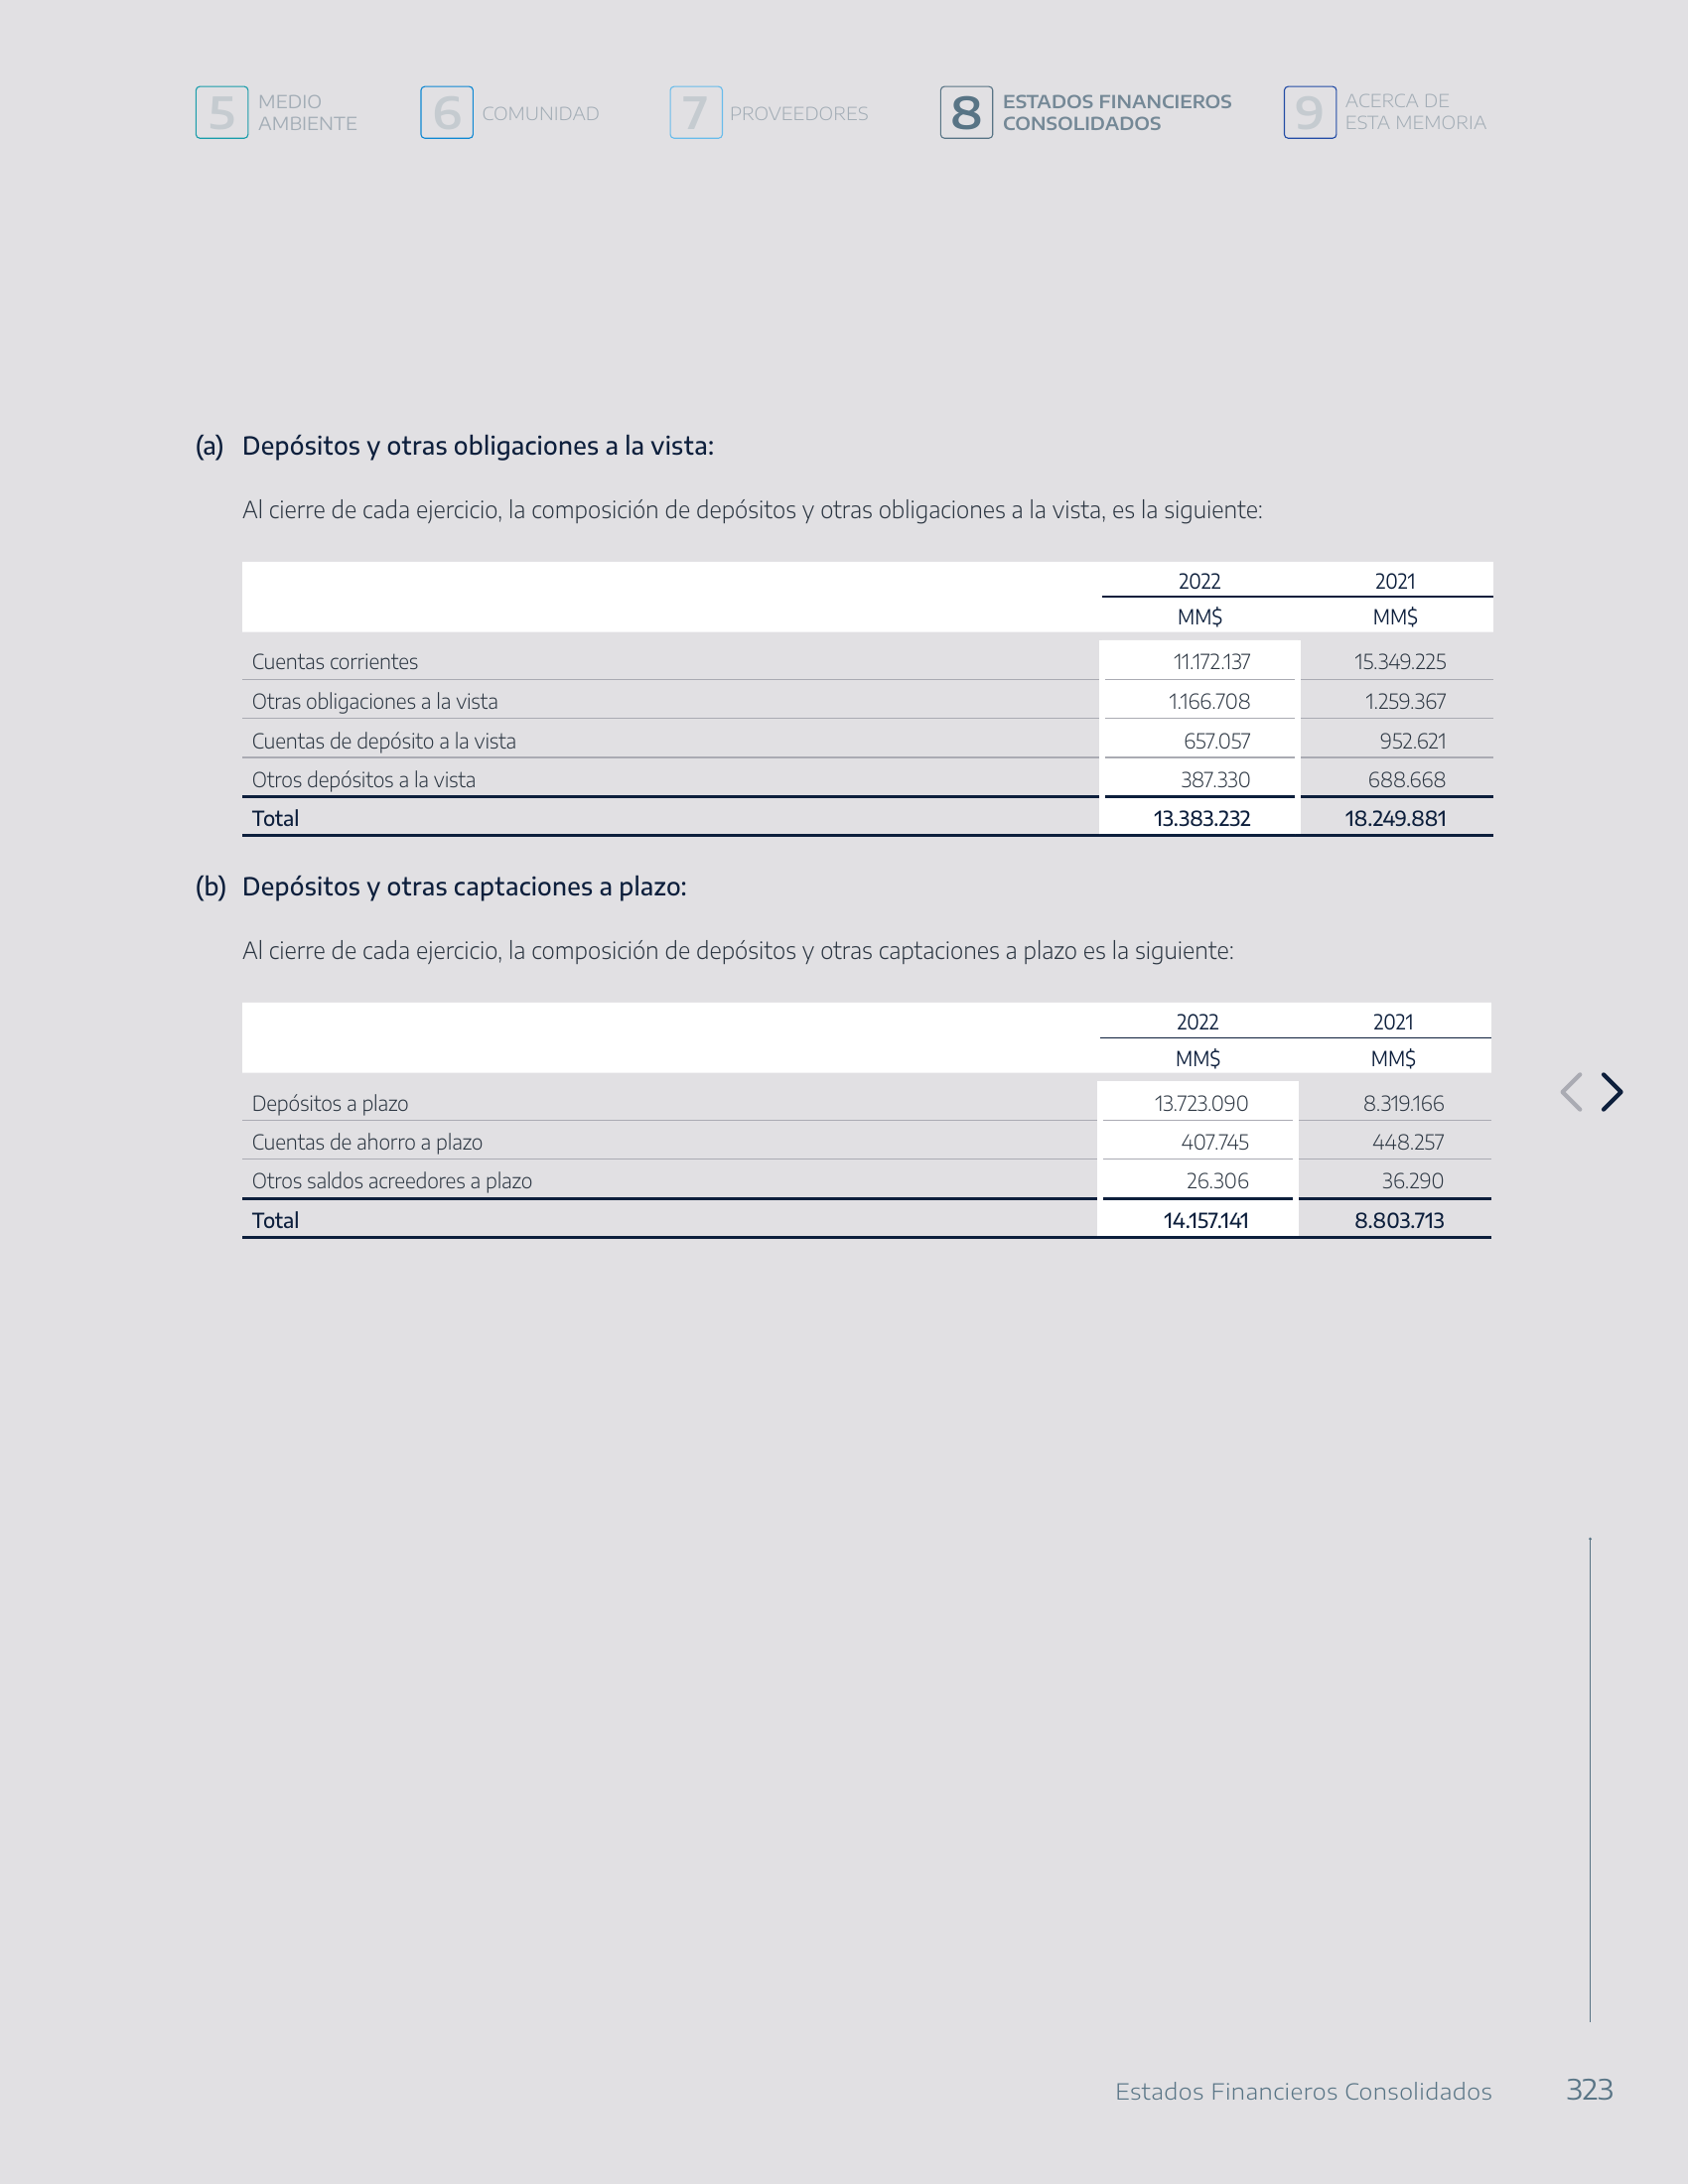 5 MEDIO AMBIENTE
6 COMUNIDAD
7 PROVEEDORES
8 ESTADOS FINANCIEROS CONSOLIDADOS
9 ACERCA DE ESTA MEMORIA
(a) Depósitos y otras obligaciones a la vista:
Al cierre de cada ejercicio, la composición de depósitos y otras obligaciones a la vista, es la siguiente:
2022 2021
MM$ MM$
Cuentas corrientes 11.172.137 15.349.225
Otras obligaciones a la vista 1.166.708 1.259.367
Cuentas de depósito a la vista 657.057 952.621
Otros depósitos a la vista 387.330 688.668
Total 13.383.232 18.249.881
(b) Depósitos y otras captaciones a plazo:
Al cierre de cada ejercicio, la composición de depósitos y otras captaciones a plazo es la siguiente:
2022 2021
MM$ MM$
Depósitos a plazo 13.723.090 8.319.166
Cuentas de ahorro a plazo 407.745 448.257
Otros saldos acreedores a plazo 26.306 36.290
Total 14.157.141 8.803.713
Estados Financieros Consolidados 323